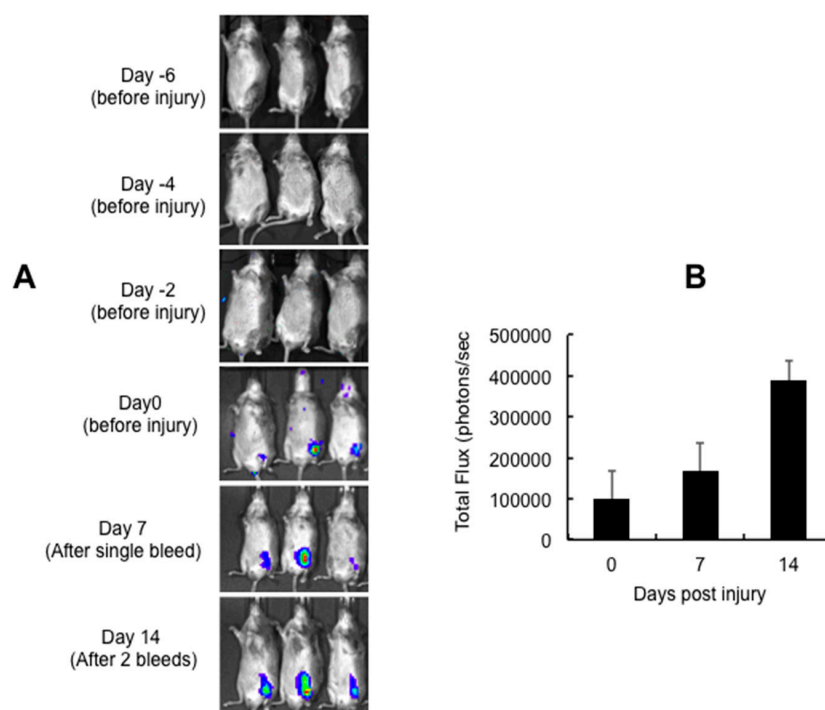 Day -6
(before injury)
Day -4
(before injury)
A
Day -2
(before injury)
Day0
(before injury)
Day 7
(After single bleed)
Day 14
(After 2 bleeds)
B
Total Flux (photons/sec
500000
400000
300000
200000
100000
0
0 7 14
Days post injury